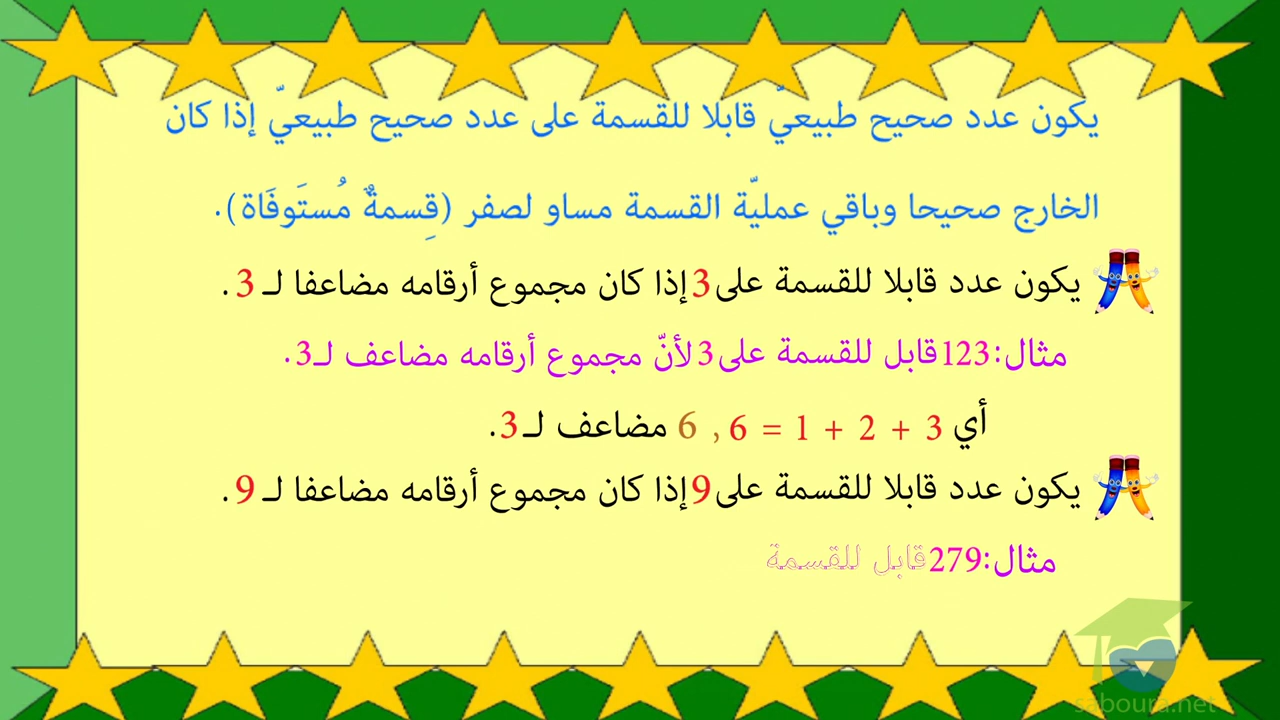 يكون عدد صحيح طبيعيّ قابلا للقسمة على عدد صحيح طبيعيّ إذا كان
الخارج صحيحا وباقي عمليّة القسمة مساو لصفر (قِسمةٌ مُستَوفَاة).
يكون عدد قابلا للقسمة على 3 إذا كان مجموع أرقامه مضاعفا لـ 3.
مثال: 123 قابل للقسمة على 3 لأنّ مجموع أرقامه مضاعف لـ 3.
أي 3 + 2 + 1 = 6 , 6 مضاعف لـ 3.
يكون عدد قابلا للقسمة على 9 إذا كان مجموع أرقامه مضاعفا لـ 9.
مثال: 279 قابل للقسمة
saboura.net